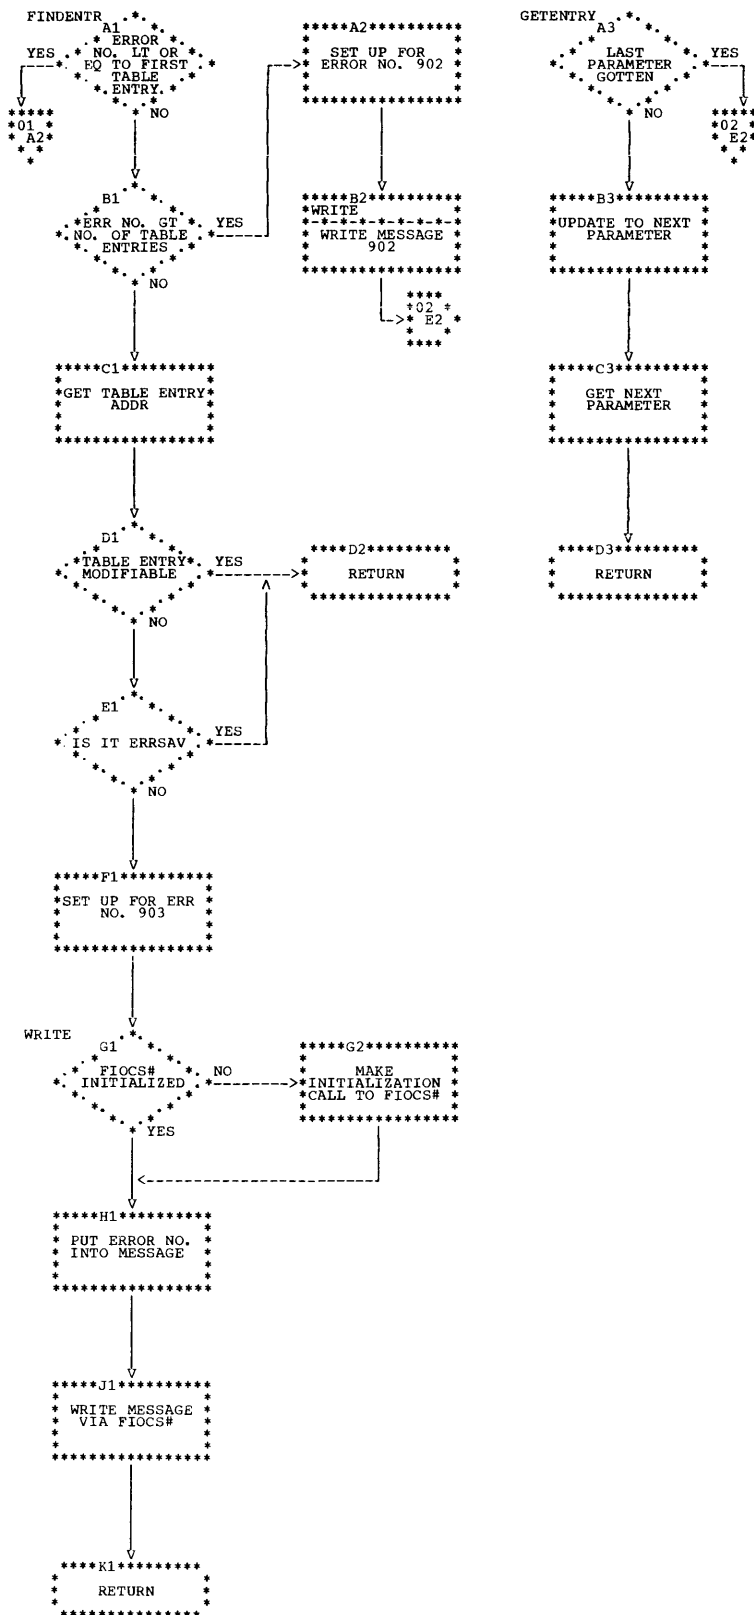 FINDENTR
A1
ERROR
NO. LT OR
EQ TO FIRST
TABLE
ENTRY.
YES
NO
01
A2
A2
SET UP FOR
ERROR NO. 902
GETENTRY
A3
LAST
PARAMETER
GOTTEN
YES
NO
02
E2
B1
ERR NO. GT
NO. OF TABLE
ENTRIES
YES
NO
B2
WRITE
WRITE MESSAGE
902
02
E2
B3
UPDATE TO NEXT
PARAMETER
C1
GET TABLE ENTRY
ADDR
C3
GET NEXT
PARAMETER
D1
TABLE ENTRY
MODIFIABLE
YES
NO
D2
RETURN
D3
RETURN
E1
IS IT ERRSAV
YES
NO
F1
SET UP FOR ERR
NO. 903
WRITE
G1
FIOCS#
INITIALIZED
NO
YES
G2
MAKE
INITIALIZATION
CALL TO FIOCS#
H1
PUT ERROR NO.
INTO MESSAGE
J1
WRITE MESSAGE
VIA FIOCS#
K1
RETURN